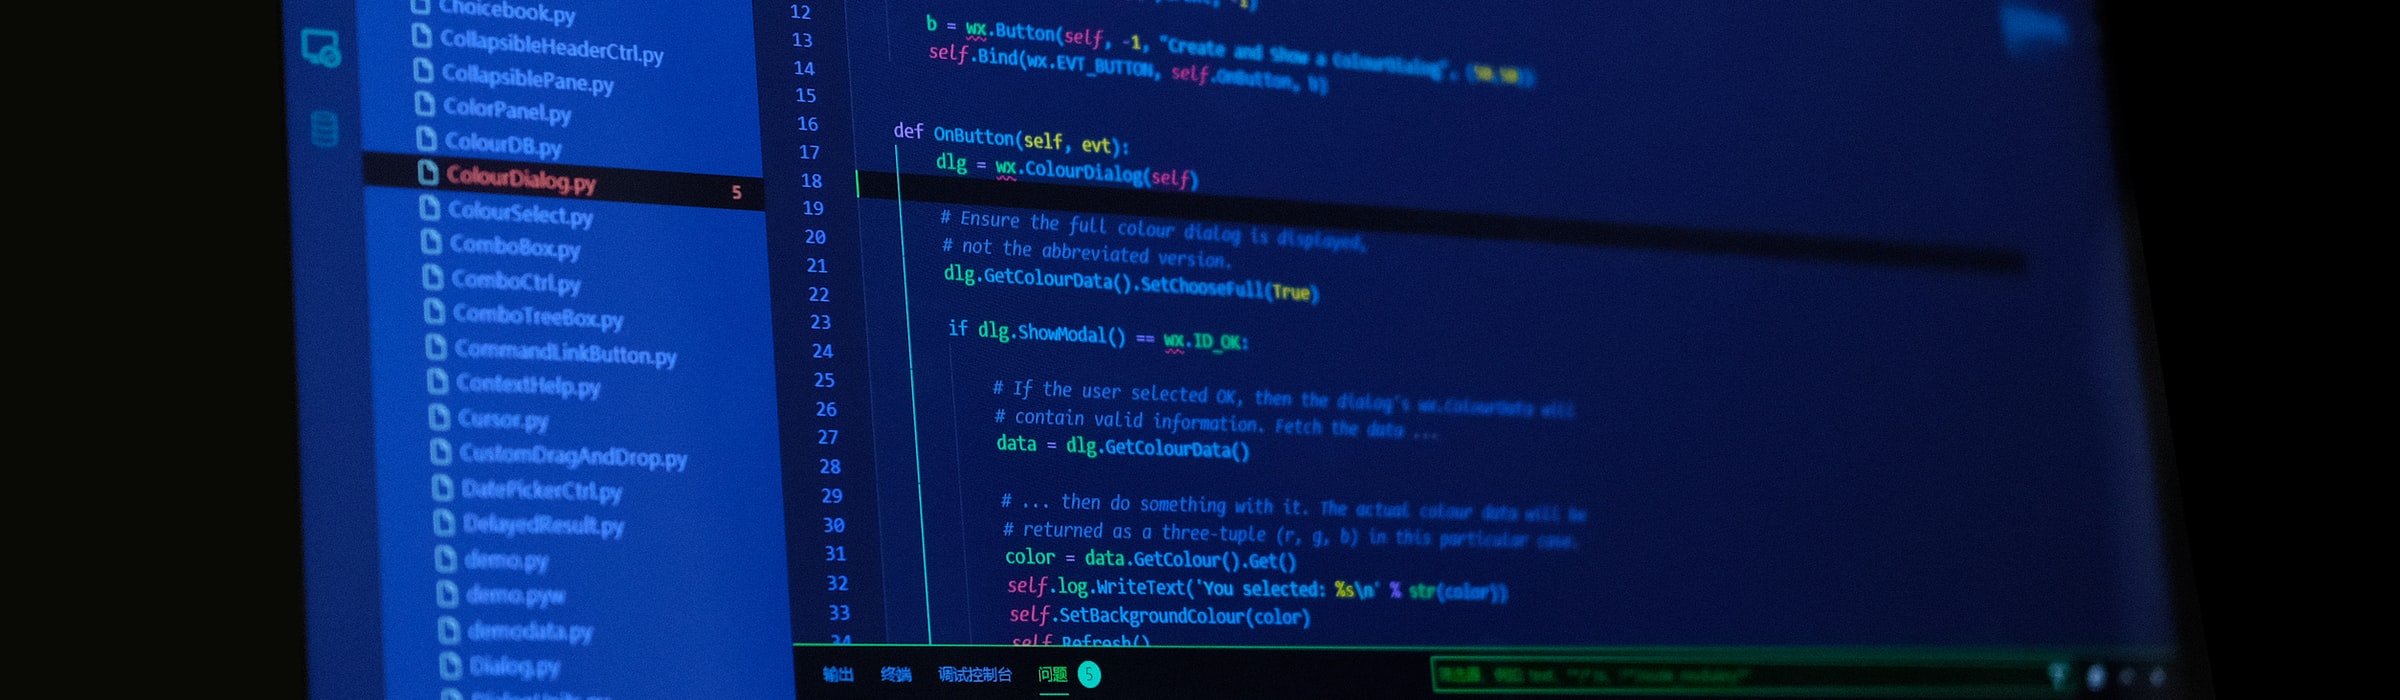 Choicebook.py
CollapsibleHeaderCtrl.py
CollapsiblePane.py
ColorPanel.py
ColourDB.py
ColourDialog.py 5
ColourSelect.py
ComboBox.py
ComboCtrl.py
ComboTreeBox.py
CommandLinkButton.py
ContextHelp.py
Cursor.py
CustomDragAndDrop.py
DatePickerCtrl.py
DelayedResult.py
demo.py
demo.pyw
demodata.py
Dialog.py
12
13 b = wx.Button(self, -1, "Create and Show a ColourDialog", (50,50))
14 self.Bind(wx.EVT_BUTTON, self.OnButton, b)
15
16
17 def OnButton(self, evt):
18 dlg = wx.ColourDialog(self)
19
20 # Ensure the full colour dialog is displayed,
21 # not the abbreviated version.
22 dlg.GetColourData().SetChooseFull(True)
23
24 if dlg.ShowModal() == wx.ID_OK:
25
26 # If the user selected OK, then the dialog's wx.ColourData will
27 # contain valid information. Fetch the data ...
28 data = dlg.GetColourData()
29
30 # ... then do something with it. The actual colour data will be
31 # returned as a three-tuple (r, g, b) in this particular case.
32 color = data.GetColour().Get()
33 self.log.WriteText('You selected: %s\n' % str(color))
34 self.SetBackgroundColour(color)
self.Refresh()
输出 终端 调试控制台 问题 5